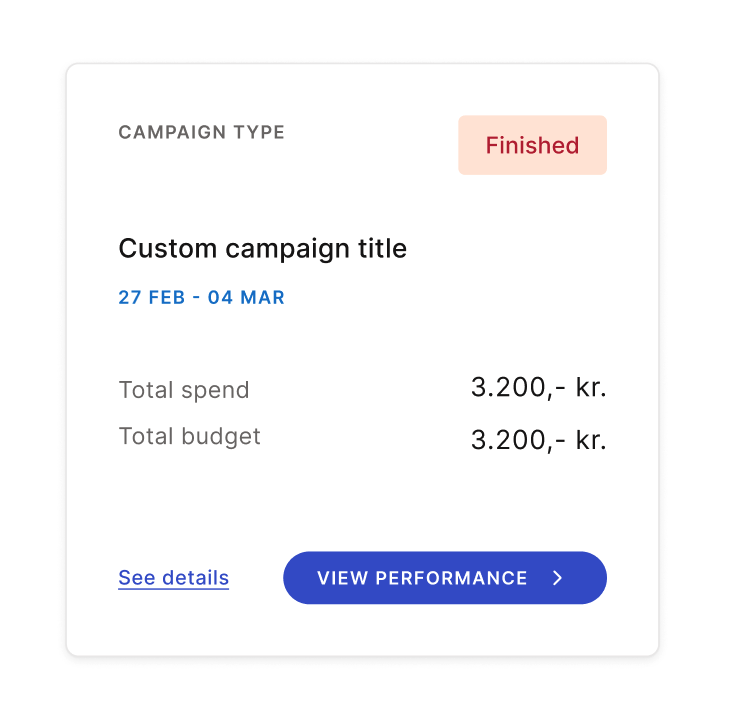 CAMPAIGN TYPE
Finished
Custom campaign title
27 FEB - 04 MAR
Total spend 3.200,- kr.
Total budget 3.200,- kr.
See details
VIEW PERFORMANCE